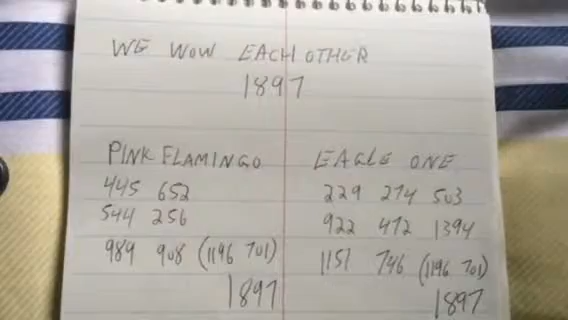 WE WOW EACH OTHER
1897
PINK FLAMINGO
445 652
544 256
989 908 (1196 701)
1897
EAGLE ONE
229 274 503
922 472 1394
1151 746 (1196 701)
1897